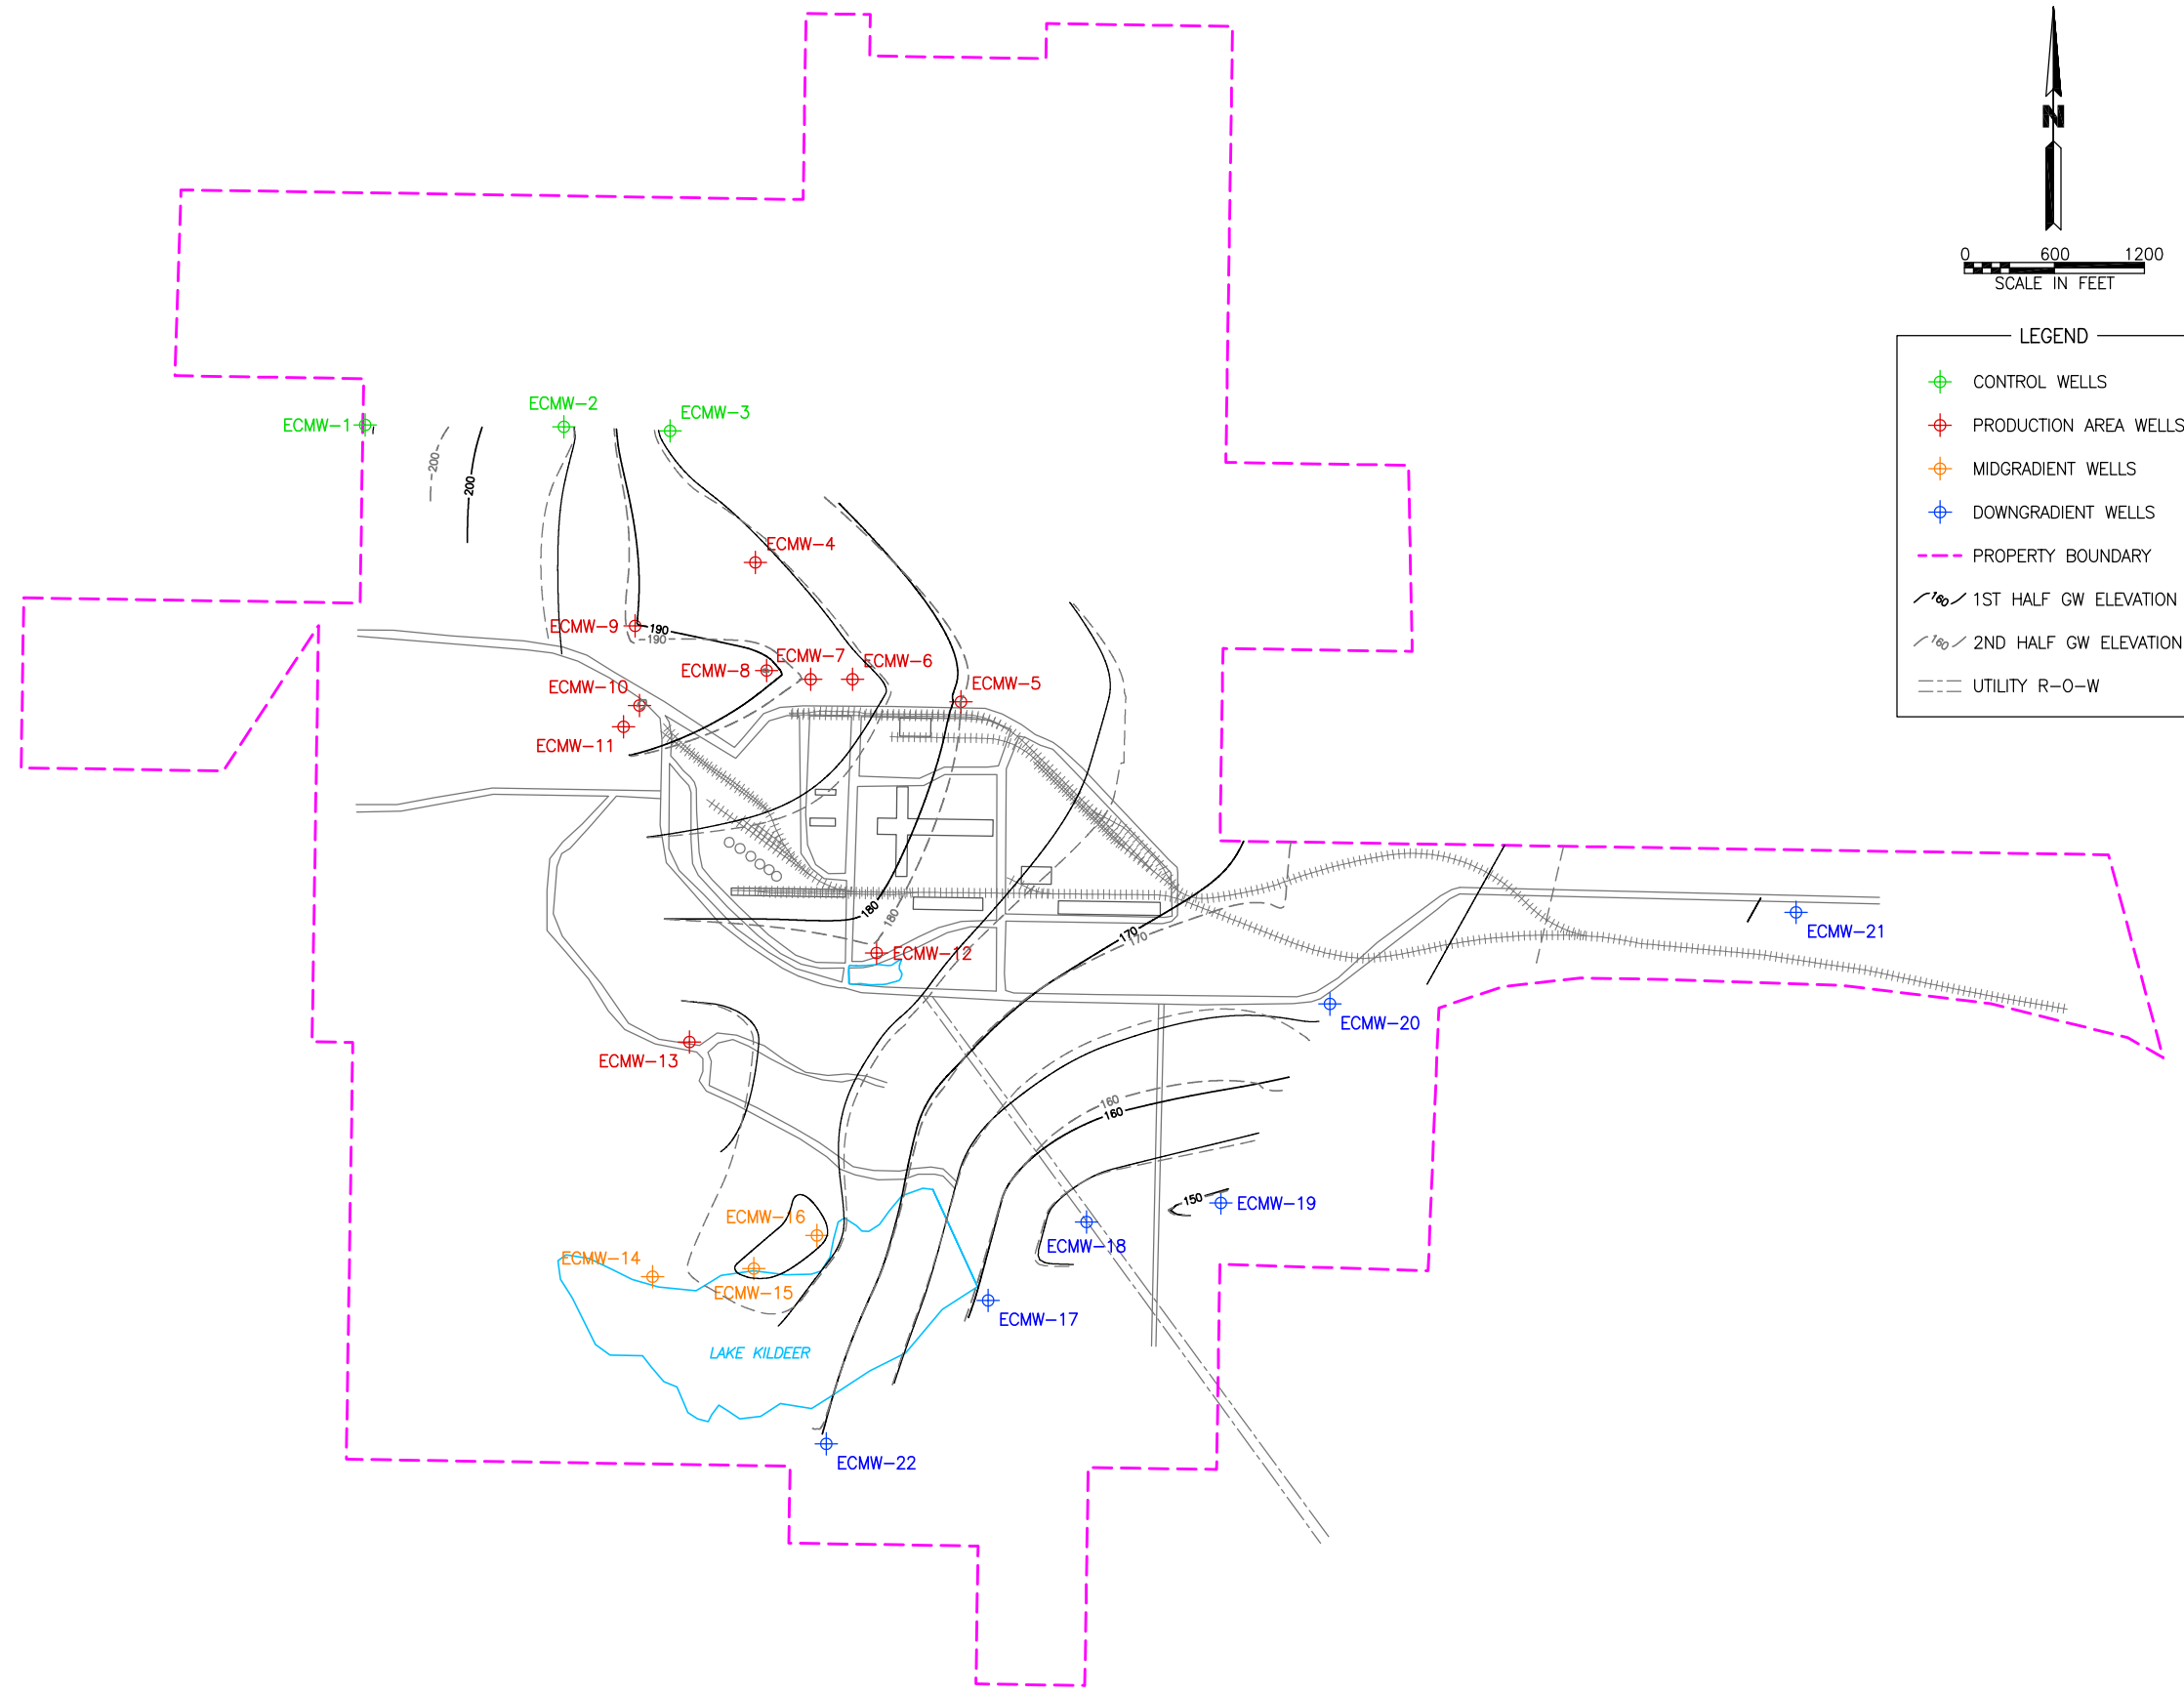 N
0 600 1200
SCALE IN FEET
LEGEND
CONTROL WELLS
PRODUCTION AREA WELLS
MIDGRADIENT WELLS
DOWNGRADIENT WELLS
PROPERTY BOUNDARY
160 1ST HALF GW ELEVATION
160 2ND HALF GW ELEVATION
UTILITY R-O-W
ECMW-1
ECMW-2
ECMW-3
200
200
ECMW-4
ECMW-9
190
190
ECMW-8
ECMW-7
ECMW-6
ECMW-5
ECMW-10
ECMW-11
180
180
ECMW-12
170
170
ECMW-21
ECMW-20
ECMW-13
160
160
150
ECMW-19
ECMW-18
ECMW-16
ECMW-14
ECMW-15
ECMW-17
LAKE KILDEER
ECMW-22